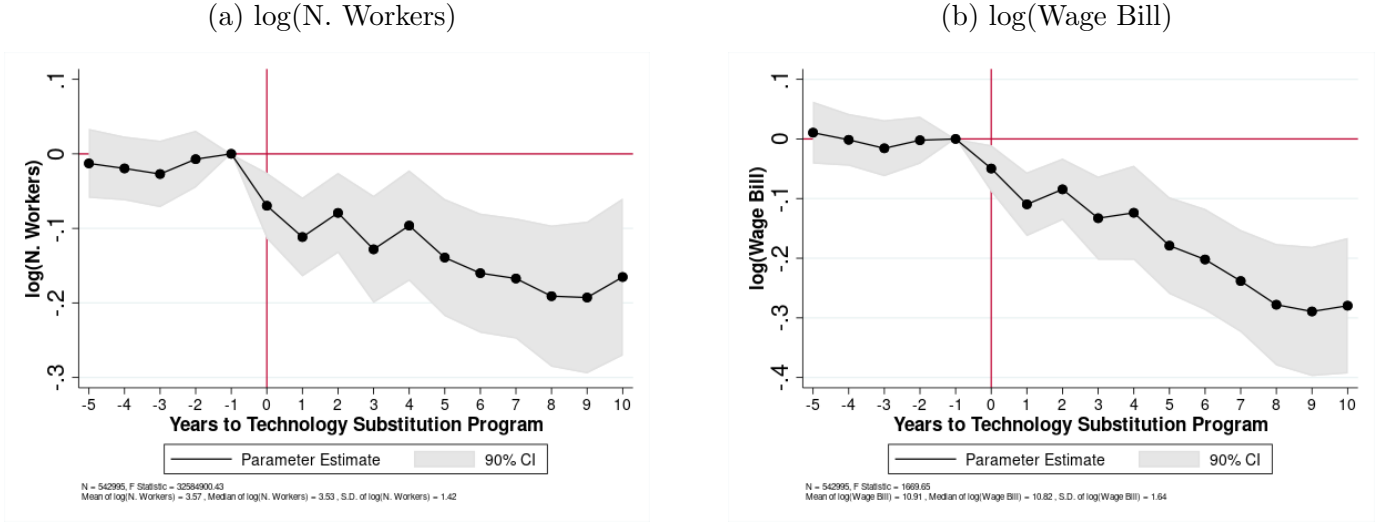 (a) log(N. Workers)
.1
0
-.1
-.2
-.3
log(N. Workers)
-5 -4 -3 -2 -1 0 1 2 3 4 5 6 7 8 9 10
Years to Technology Substitution Program
Parameter Estimate 90% CI
N = 542995, F Statistic = 32584900.43
Mean of log(N. Workers) = 3.57 , Median of log(N. Workers) = 3.53 , S.D. of log(N. Workers) = 1.42
(b) log(Wage Bill)
.1
0
-.1
-.2
-.3
-.4
log(Wage Bill)
-5 -4 -3 -2 -1 0 1 2 3 4 5 6 7 8 9 10
Years to Technology Substitution Program
Parameter Estimate 90% CI
N = 542995, F Statistic = 1669.65
Mean of log(Wage Bill) = 10.91 , Median of log(Wage Bill) = 10.82 , S.D. of log(Wage Bill) = 1.64